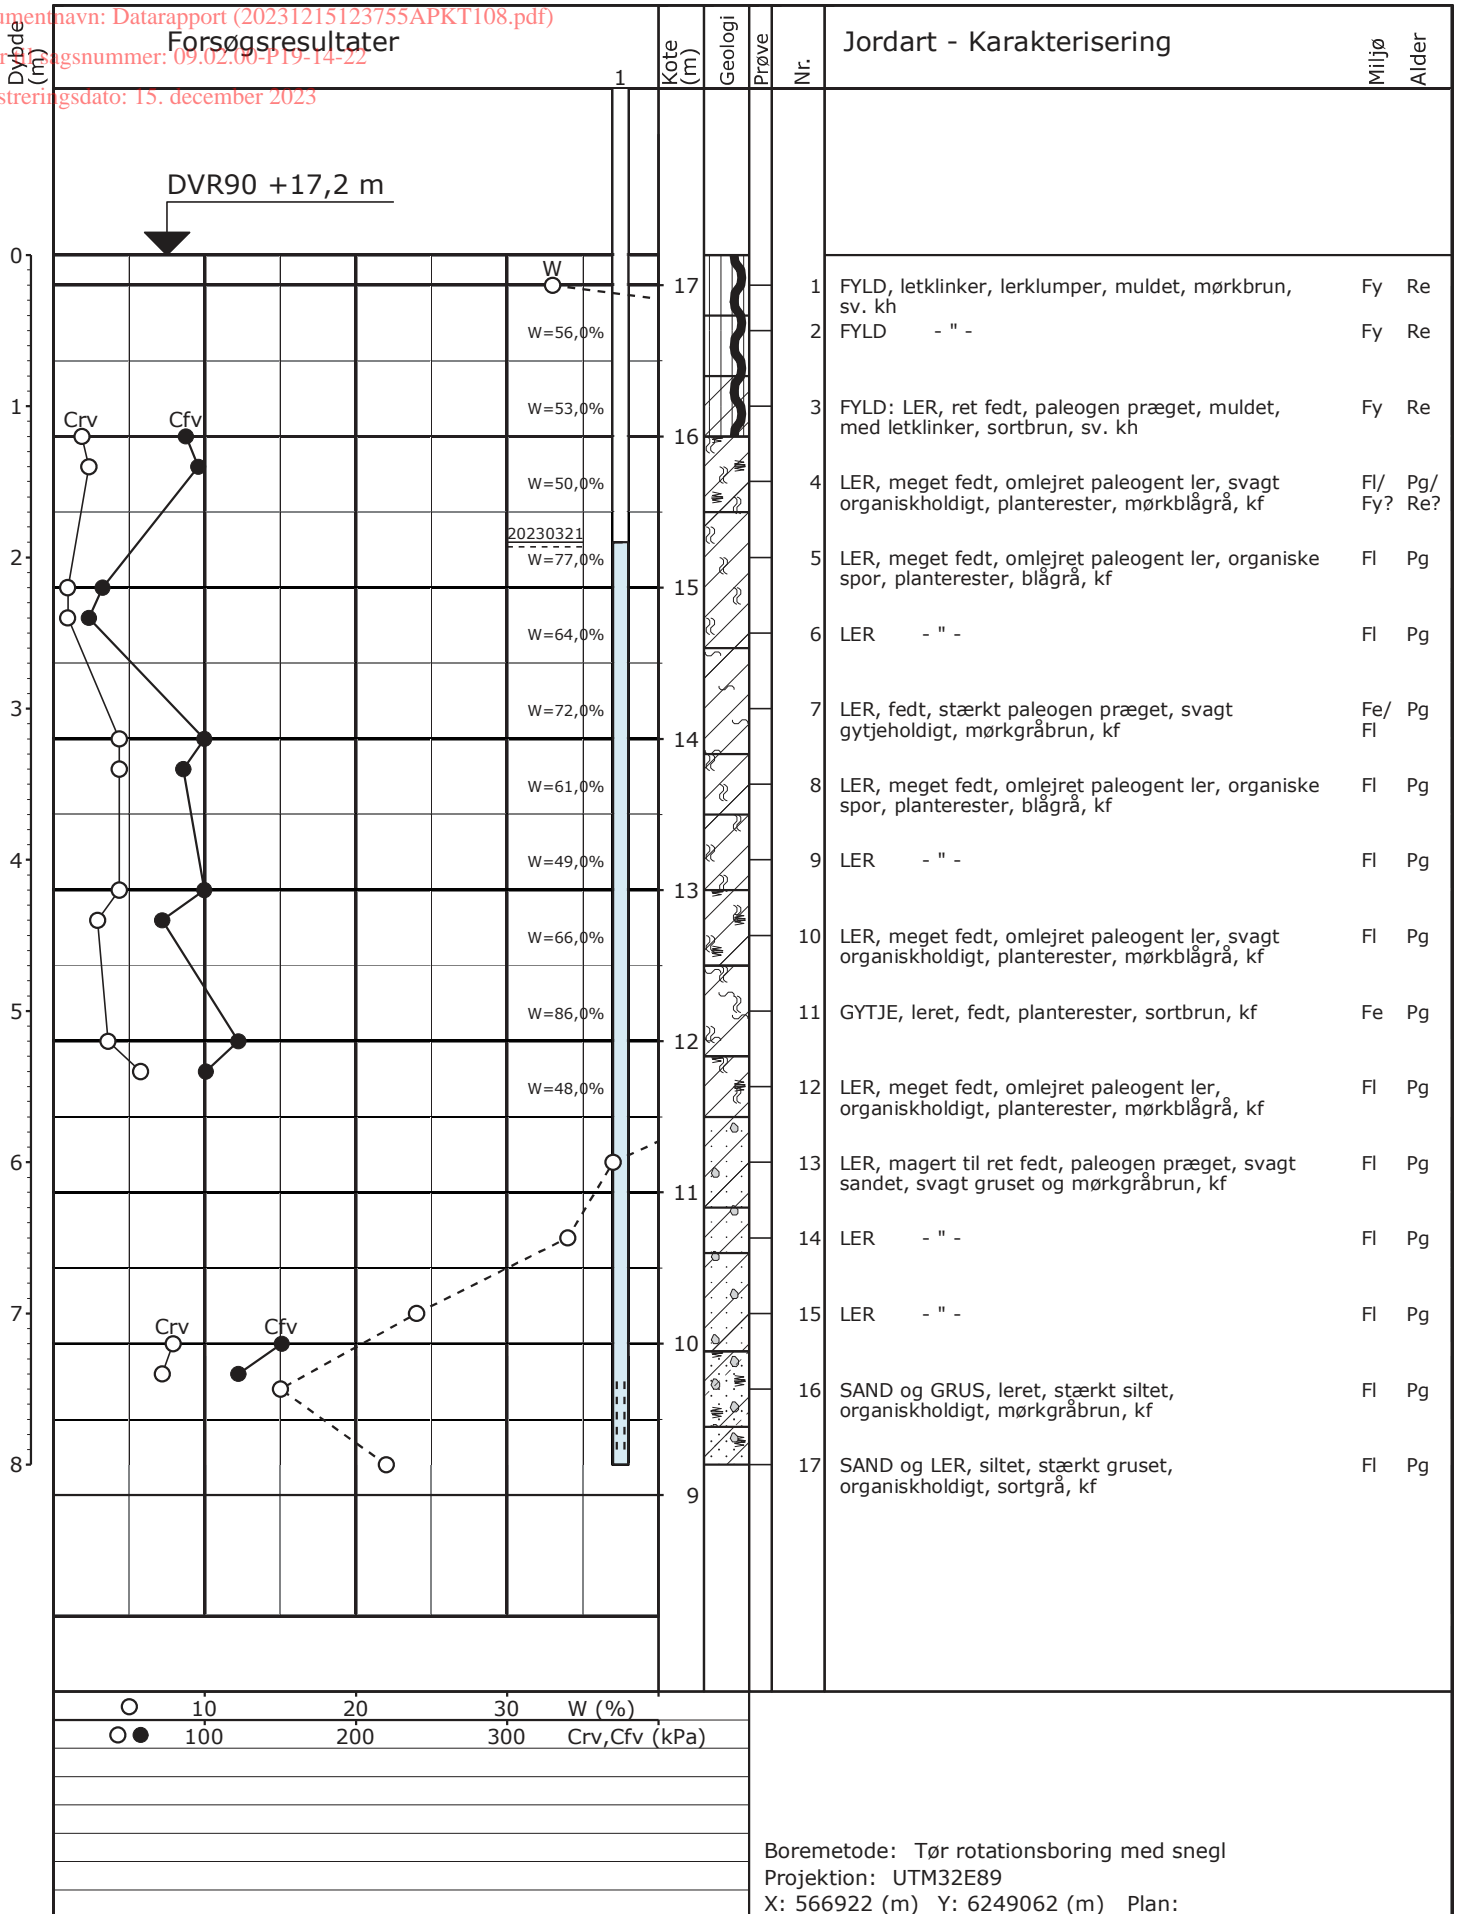 umentnavn: Datarapport (20231215123755APKT108.pdf)
sagsnummer: 09.02.00-P19-14-22
streringsdato: 15. december 2023
Dybde (m)
Forsøgsresultater
1
Kote (m)
Geologi
Prøve
Nr.
Jordart - Karakterisering
Miljø
Alder
DVR90 +17,2 m
0
W
17
1 FYLD, letklinker, lerklumper, muldet, mørkbrun, Fy Re
sv. kh
W=56,0%
2 FYLD - " - Fy Re
1
Crv Cfv
W=53,0%
16
3 FYLD: LER, ret fedt, paleogen præget, muldet, Fy Re
med letklinker, sortbrun, sv. kh
W=50,0%
4 LER, meget fedt, omlejret paleogent ler, svagt Fl/ Pg/
organiskholdigt, planterester, mørkblågrå, kf Fy? Re?
20230321
2
W=77,0%
15
5 LER, meget fedt, omlejret paleogent ler, organiske Fl Pg
spor, planterester, blågrå, kf
W=64,0%
6 LER - " - Fl Pg
3
W=72,0%
14
7 LER, fedt, stærkt paleogen præget, svagt Fe/ Pg
gytjeholdigt, mørkgråbrun, kf Fl
W=61,0%
8 LER, meget fedt, omlejret paleogent ler, organiske Fl Pg
spor, planterester, blågrå, kf
4
W=49,0%
13
9 LER - " - Fl Pg
W=66,0%
10 LER, meget fedt, omlejret paleogent ler, svagt Fl Pg
organiskholdigt, planterester, mørkblågrå, kf
5
W=86,0%
12
11 GYTJE, leret, fedt, planterester, sortbrun, kf Fe Pg
W=48,0%
12 LER, meget fedt, omlejret paleogent ler, Fl Pg
organiskholdigt, planterester, mørkblågrå, kf
6
11
13 LER, magert til ret fedt, paleogen præget, svagt Fl Pg
sandet, svagt gruset og mørkgråbrun, kf
14 LER - " - Fl Pg
7
Crv Cfv
10
15 LER - " - Fl Pg
16 SAND og GRUS, leret, stærkt siltet, Fl Pg
organiskholdigt, mørkgråbrun, kf
8
9
17 SAND og LER, siltet, stærkt gruset, Fl Pg
organiskholdigt, sortgrå, kf
10 20 30 W (%)
100 200 300 Crv,Cfv (kPa)
Boremetode: Tør rotationsboring med snegl
Projektion: UTM32E89
X: 566922 (m) Y: 6249062 (m) Plan: